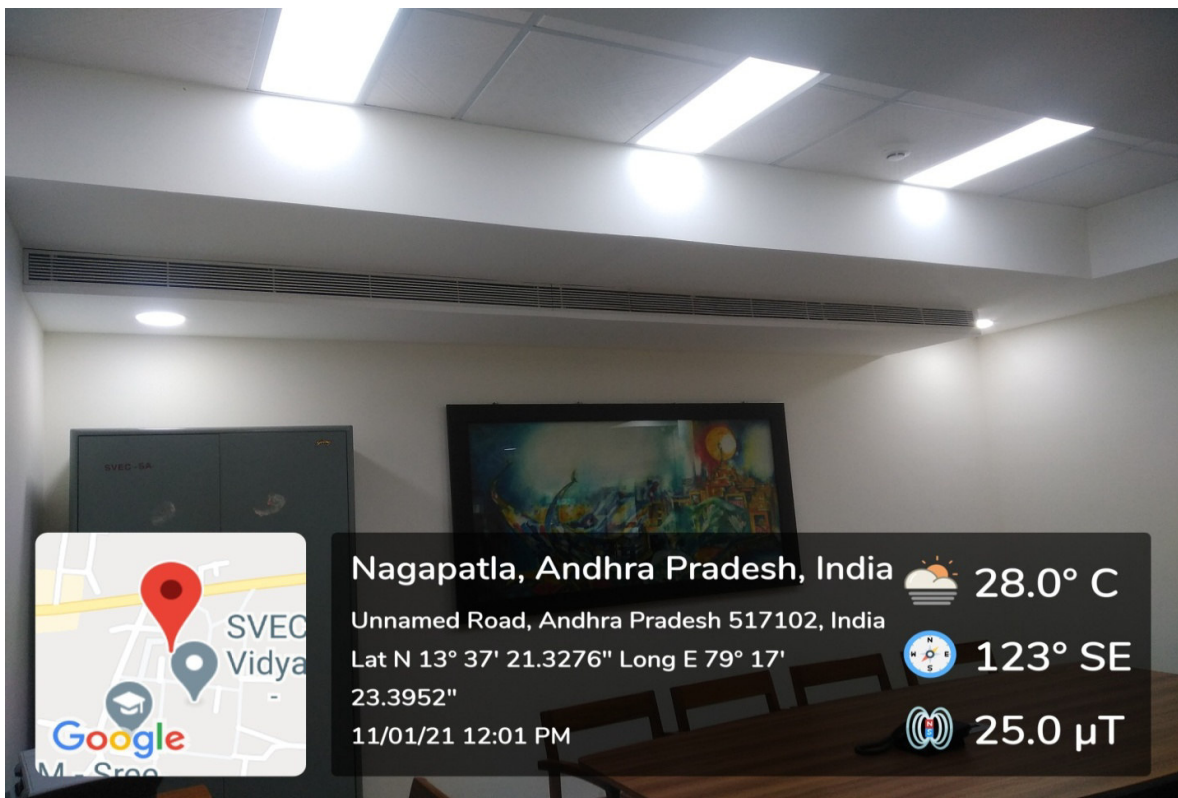 SVEC-SA
SVEC
Vidya
-
Google
M - Sree
Nagapatla, Andhra Pradesh, India
Unnamed Road, Andhra Pradesh 517102, India
Lat N 13° 37' 21.3276" Long E 79° 17'
23.3952"
11/01/21 12:01 PM
28.0° C
123° SE
25.0 µT